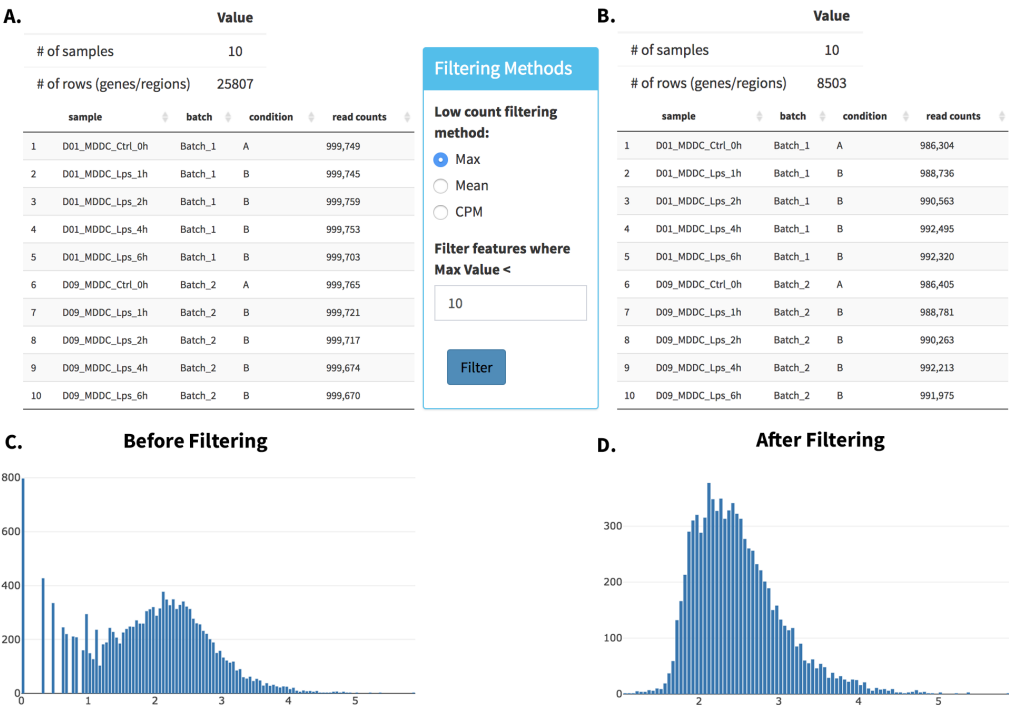 A.
Value
# of samples 10
# of rows (genes/regions) 25807
sample batch condition read counts
1 D01_MDDC_Ctrl_0h Batch_1 A 999,749
2 D01_MDDC_Lps_1h Batch_1 B 999,745
3 D01_MDDC_Lps_2h Batch_1 B 999,759
4 D01_MDDC_Lps_4h Batch_1 B 999,753
5 D01_MDDC_Lps_6h Batch_1 B 999,703
6 D09_MDDC_Ctrl_0h Batch_2 A 999,765
7 D09_MDDC_Lps_1h Batch_2 B 999,721
8 D09_MDDC_Lps_2h Batch_2 B 999,717
9 D09_MDDC_Lps_4h Batch_2 B 999,674
10 D09_MDDC_Lps_6h Batch_2 B 999,670
Filtering Methods
Low count filtering
method:
Max
Mean
CPM
Filter features where
Max Value <
10
Filter
B.
Value
# of samples 10
# of rows (genes/regions) 8503
sample batch condition read counts
1 D01_MDDC_Ctrl_0h Batch_1 A 986,304
2 D01_MDDC_Lps_1h Batch_1 B 988,736
3 D01_MDDC_Lps_2h Batch_1 B 990,563
4 D01_MDDC_Lps_4h Batch_1 B 992,495
5 D01_MDDC_Lps_6h Batch_1 B 992,320
6 D09_MDDC_Ctrl_0h Batch_2 A 986,405
7 D09_MDDC_Lps_1h Batch_2 B 988,781
8 D09_MDDC_Lps_2h Batch_2 B 990,263
9 D09_MDDC_Lps_4h Batch_2 B 992,213
10 D09_MDDC_Lps_6h Batch_2 B 991,975
C.
Before Filtering
800
600
400
200
0
0 1 2 3 4 5
D.
After Filtering
300
200
100
0
2 3 4 5